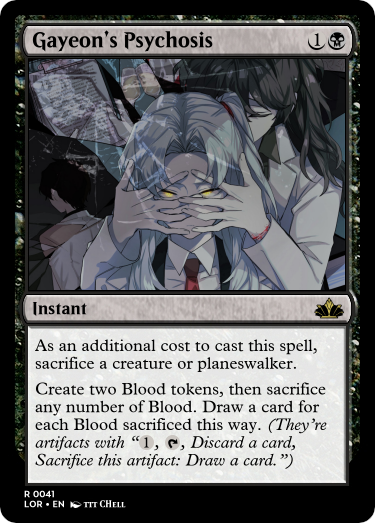 Gayeon's Psychosis 1
Instant
As an additional cost to cast this spell,
sacrifice a creature or planeswalker.
Create two Blood tokens, then sacrifice
any number of Blood. Draw a card for
each Blood sacrificed this way. (They're
artifacts with “1, , Discard a card,
Sacrifice this artifact: Draw a card.”)
R 0041
LOR • EN ttt CHell